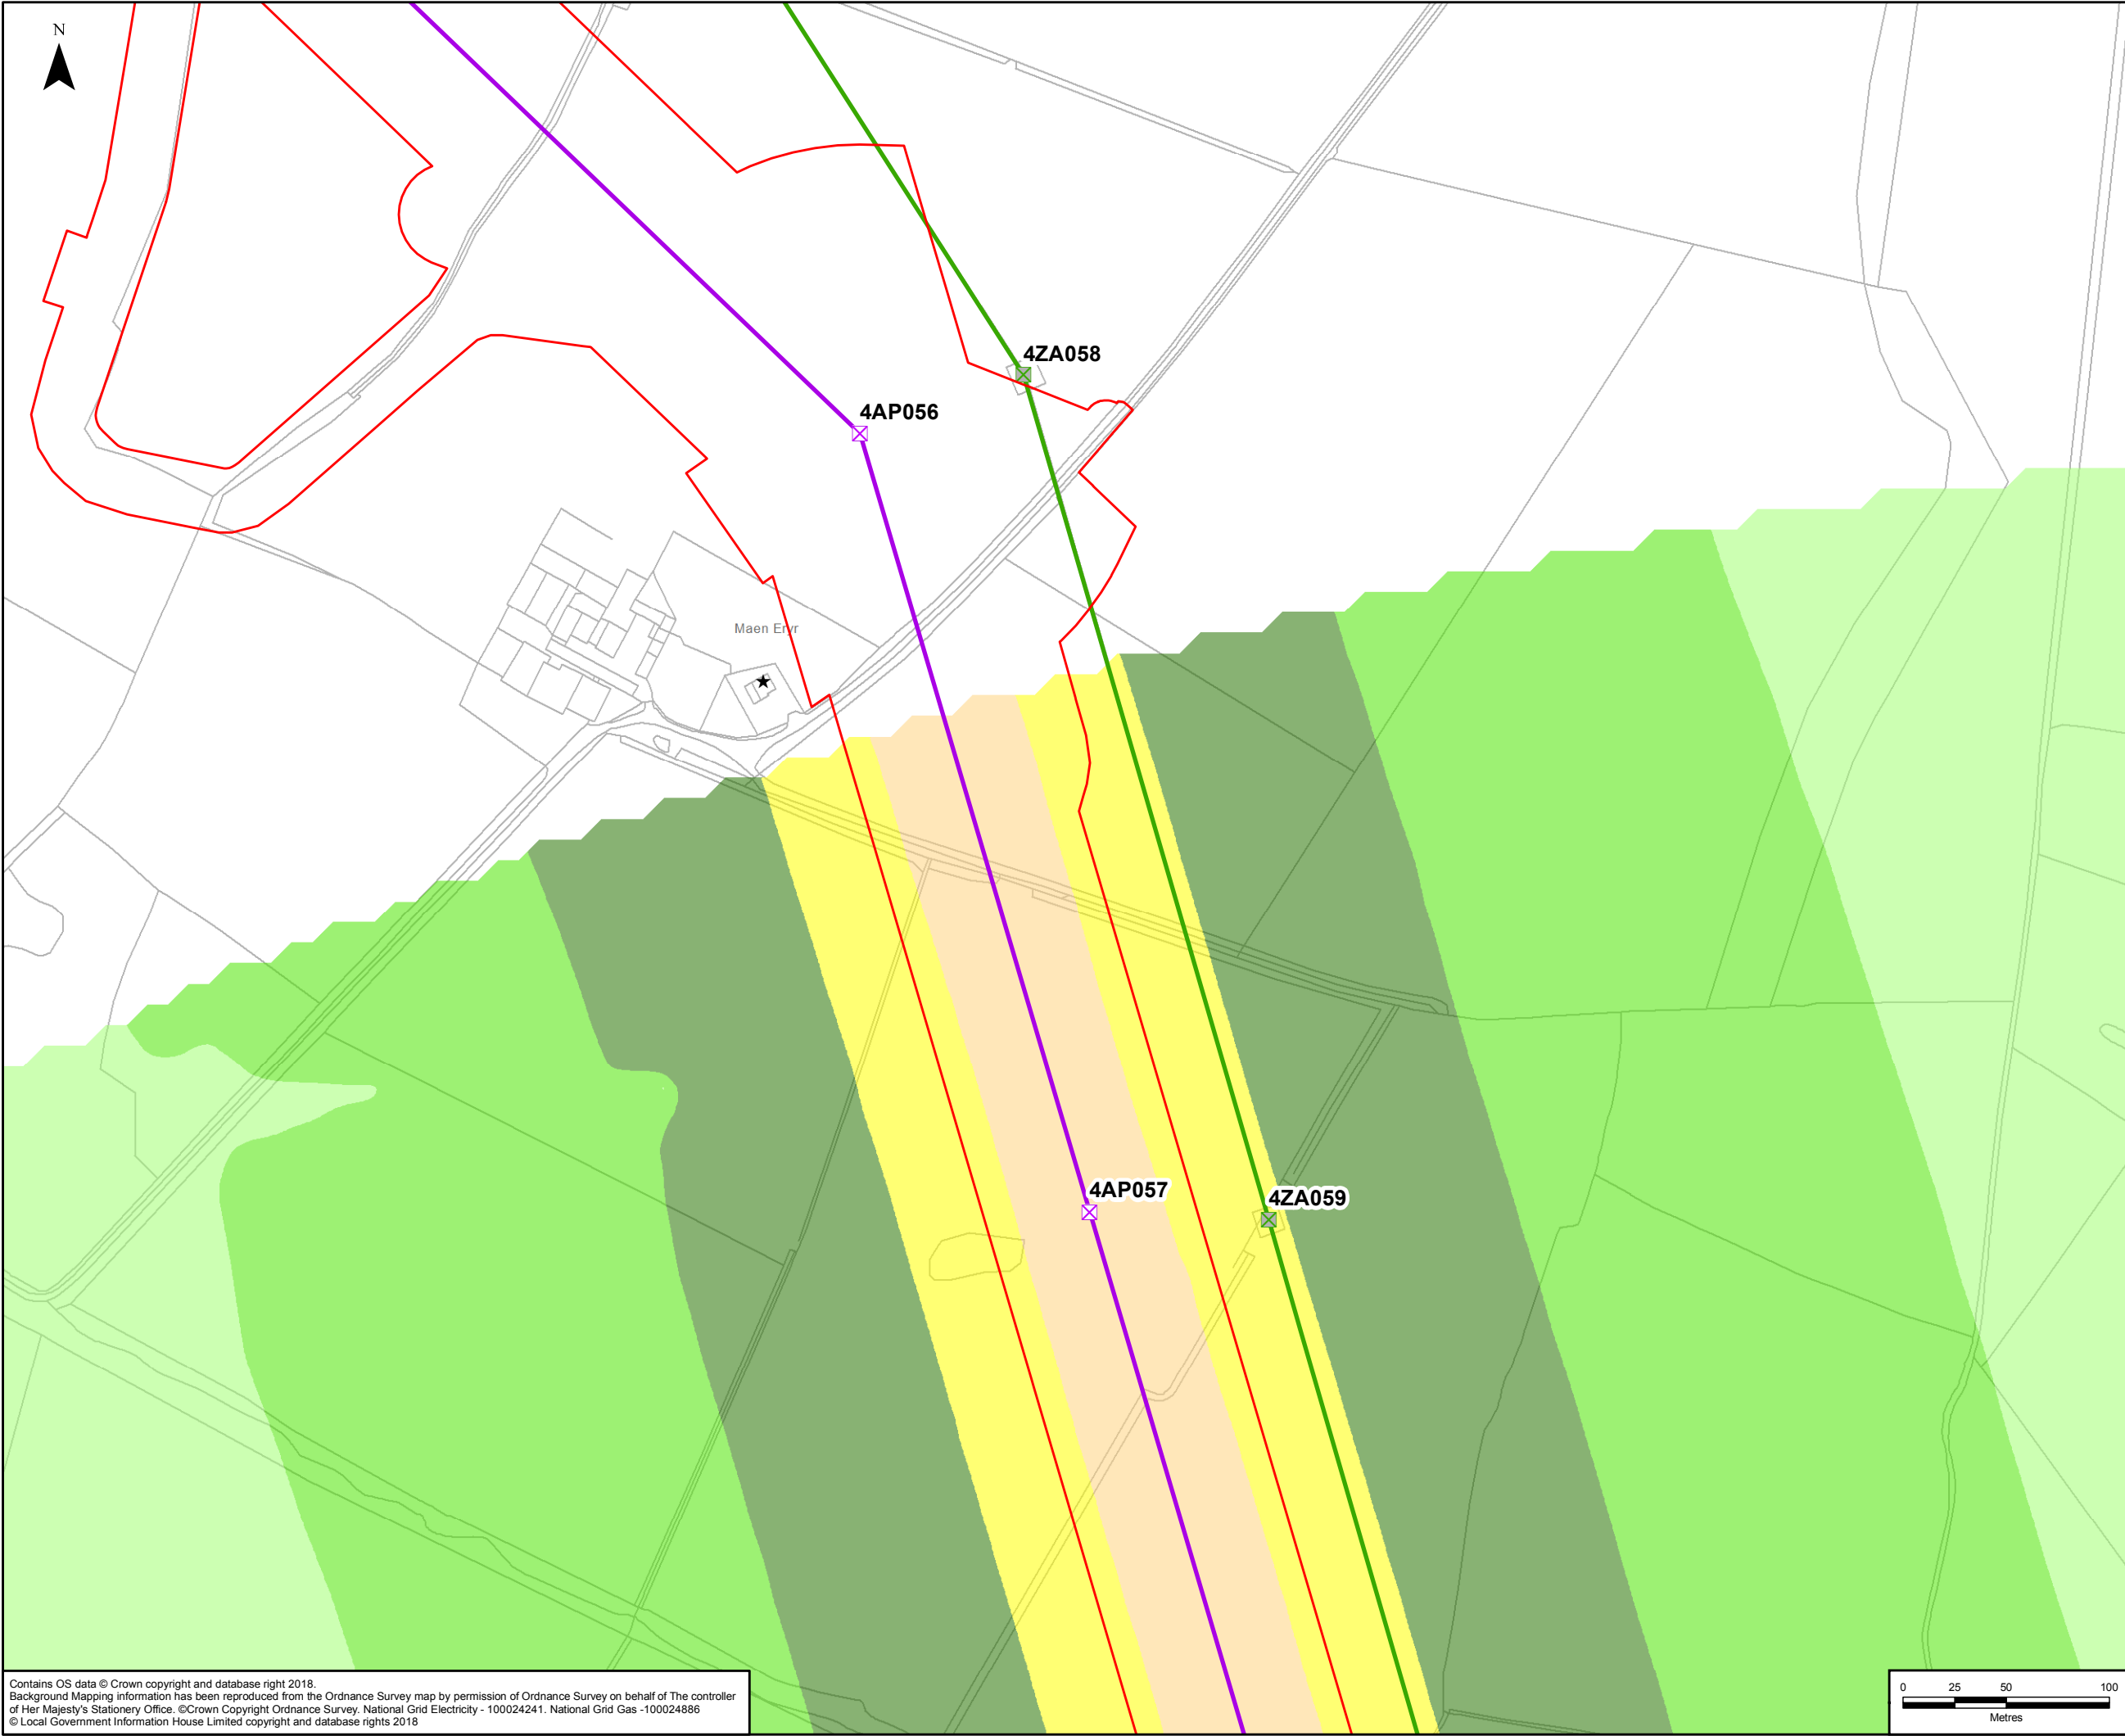 N
4ZA058
4AP056
Maen Eryr
4AP057
4ZA059
Contains OS data © Crown copyright and database right 2018.
Background Mapping information has been reproduced from the Ordnance Survey map by permission of Ordnance Survey on behalf of The controller
of Her Majesty's Stationery Office. ©Crown Copyright Ordnance Survey. National Grid Electricity - 100024241. National Grid Gas -100024886
© Local Government Information House Limited copyright and database rights 2018
0 25 50 100
Metres